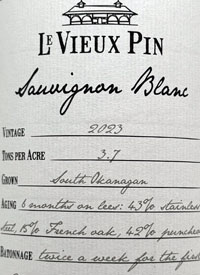 LE VIEUX PIN
Sauvignon Blanc
VINTAGE 2023
TONS PER ACRE 3.7
GROWN South Okanagan
AGING 6 months on lees: 43% stainless
steel, 15% French oak, 42% puncheon
BATONNAGE twice a week for the first